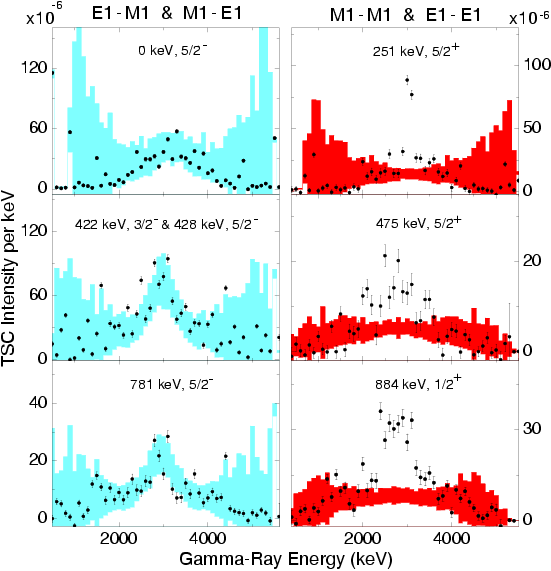 E1-M1 & M1-E1
M1-M1 & E1-E1
×10⁻⁶
×10⁻⁶
0 keV, 5/2⁻
251 keV, 5/2⁺
120
60
0
100
50
0
422 keV, 3/2⁻ & 428 keV, 5/2⁻
475 keV, 5/2⁺
120
60
0
20
0
781 keV, 5/2⁻
884 keV, 1/2⁺
40
20
0
30
0
2000
4000
2000
4000
TSC Intensity per keV
Gamma-Ray Energy (keV)